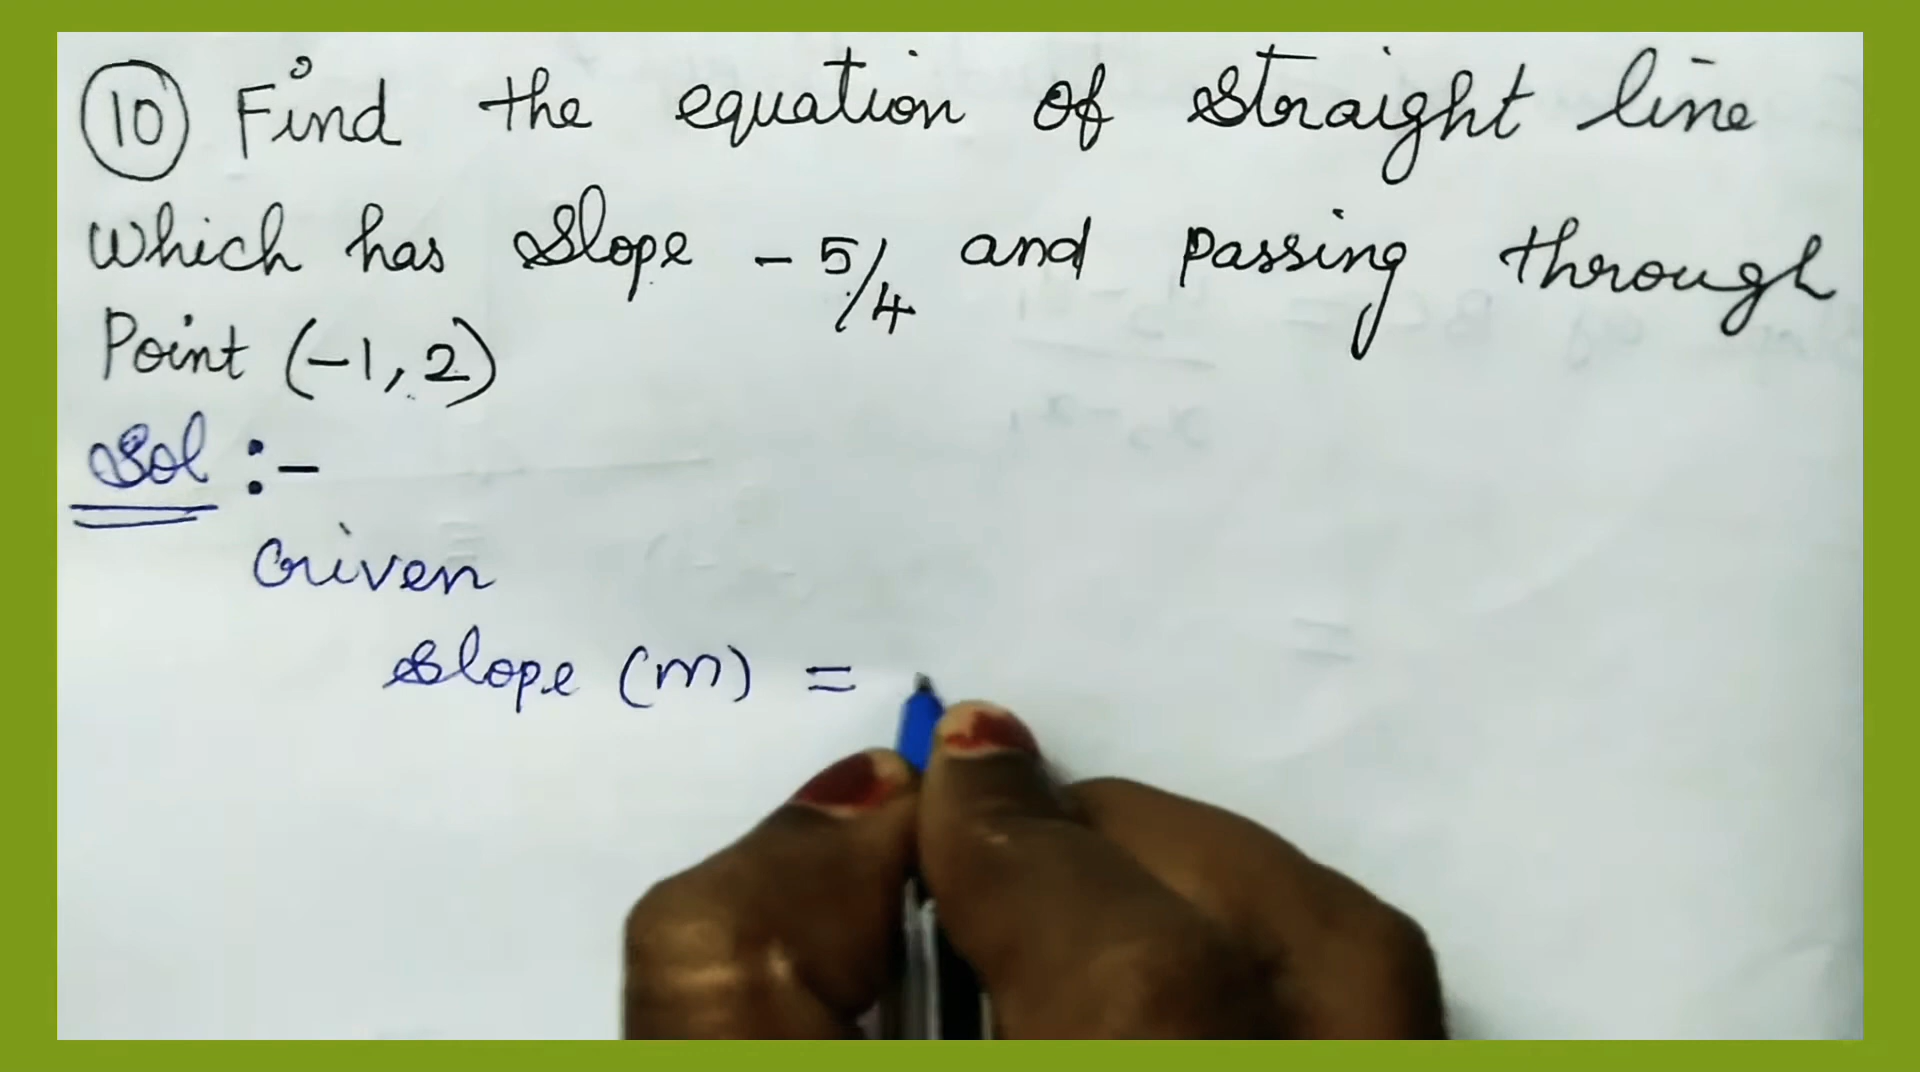 10 Find the equation of straight line
which has slope -5/4 and passing through
Point (-1, 2)
Sol :-
Given
slope (m) =